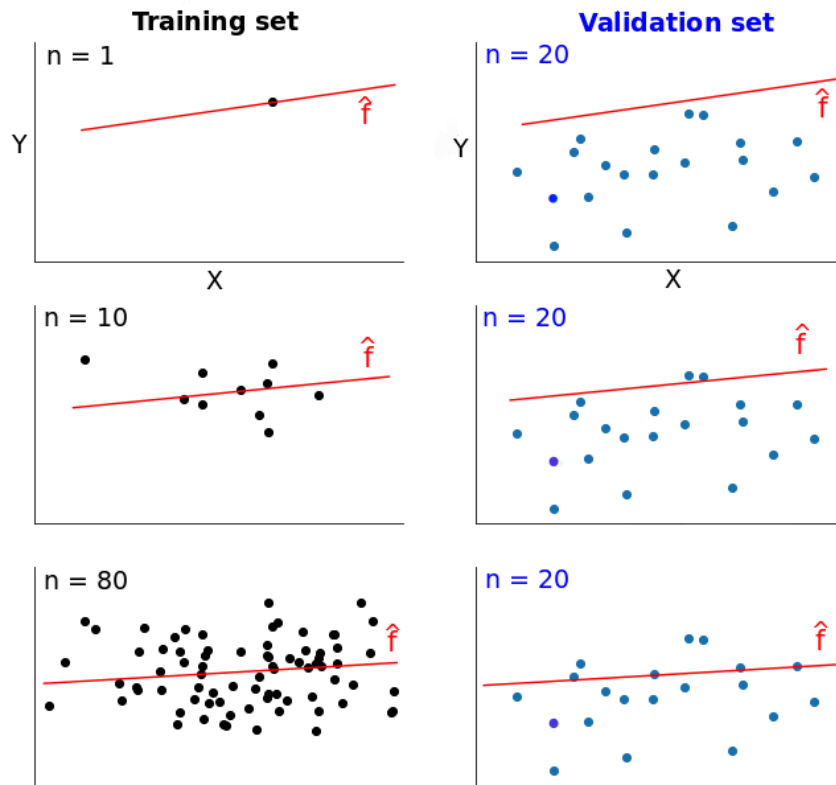 Training set
Validation set
n = 1
n = 20
f̂
f̂
Y
Y
X
X
n = 10
n = 20
f̂
f̂
n = 80
n = 20
f̂
f̂